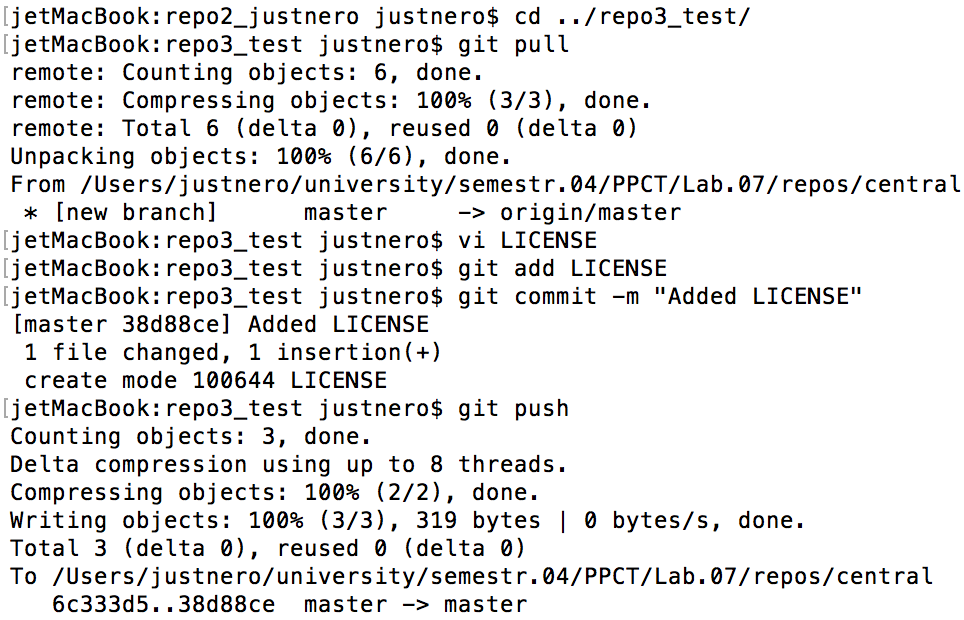 [jetMacBook:repo2_justnero justnero$ cd ../repo3_test/
[jetMacBook:repo3_test justnero$ git pull
remote: Counting objects: 6, done.
remote: Compressing objects: 100% (3/3), done.
remote: Total 6 (delta 0), reused 0 (delta 0)
Unpacking objects: 100% (6/6), done.
From /Users/justnero/university/semestr.04/PPCT/Lab.07/repos/central
 * [new branch]      master     -> origin/master
[jetMacBook:repo3_test justnero$ vi LICENSE
[jetMacBook:repo3_test justnero$ git add LICENSE
[jetMacBook:repo3_test justnero$ git commit -m "Added LICENSE"
[master 38d88ce] Added LICENSE
 1 file changed, 1 insertion(+)
 create mode 100644 LICENSE
[jetMacBook:repo3_test justnero$ git push
Counting objects: 3, done.
Delta compression using up to 8 threads.
Compressing objects: 100% (2/2), done.
Writing objects: 100% (3/3), 319 bytes | 0 bytes/s, done.
Total 3 (delta 0), reused 0 (delta 0)
To /Users/justnero/university/semestr.04/PPCT/Lab.07/repos/central
   6c333d5..38d88ce  master -> master